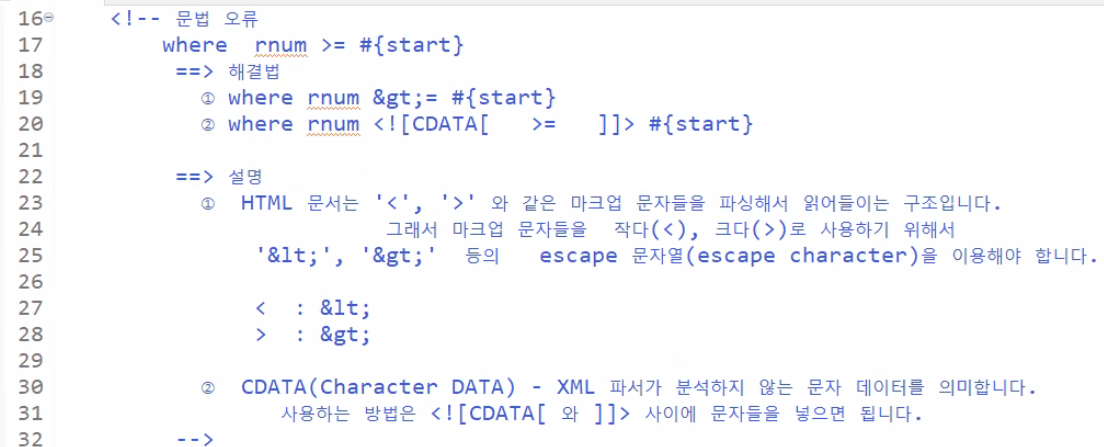 16 <!-- 문법 오류
17 where rnum >= #{start}
18 ==> 해결법
19 ① where rnum &gt;= #{start}
20 ② where rnum <![CDATA[ >= ]]> #{start}
21
22 ==> 설명
23 ① HTML 문서는 '<', '>' 와 같은 마크업 문자들을 파싱해서 읽어들이는 구조입니다.
24 그래서 마크업 문자들을 작다(<), 크다(>)로 사용하기 위해서
25 '&lt;', '&gt;' 등의 escape 문자열(escape character)을 이용해야 합니다.
26
27 < : &lt;
28 > : &gt;
29
30 ② CDATA(Character DATA) - XML 파서가 분석하지 않는 문자 데이터를 의미합니다.
31 사용하는 방법은 <![CDATA[ 와 ]]> 사이에 문자들을 넣으면 됩니다.
32 -->